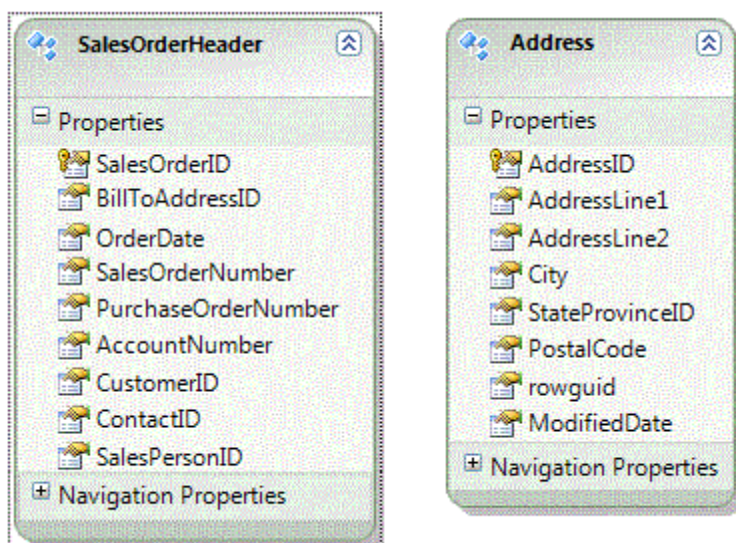 SalesOrderHeader
Properties
SalesOrderID
BillToAddressID
OrderDate
SalesOrderNumber
PurchaseOrderNumber
AccountNumber
CustomerID
ContactID
SalesPersonID
Navigation Properties
Address
Properties
AddressID
AddressLine1
AddressLine2
City
StateProvinceID
PostalCode
rowguid
ModifiedDate
Navigation Properties